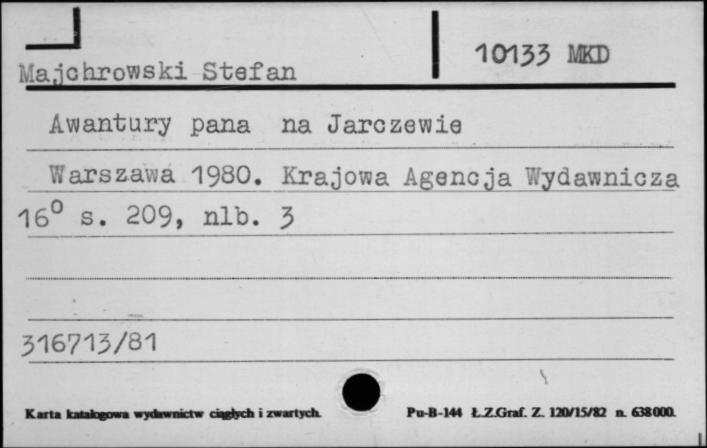 Majchrowski Stefan
10133 MKD
Awantury pana na Jarczewie
Warszawa 1980. Krajowa Agencja Wydawnicza
16⁰ s. 209, nlb. 3
316713/81
Karta katalogowa wydawnictw ciągłych i zwartych.
Pu-B-144 Ł.Z.Graf. Z. 120/15/82 n. 638000.